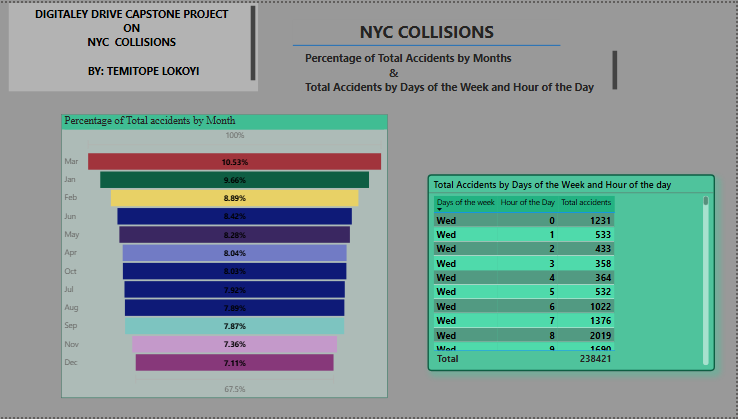 DIGITALEY DRIVE CAPSTONE PROJECT
ON
NYC COLLISIONS
BY: TEMITOPE LOKOYI
NYC COLLISIONS
Percentage of Total Accidents by Months
&
Total Accidents by Days of the Week and Hour of the Day
Percentage of Total accidents by Month
100%
Mar 10.53%
Jan 9.66%
Feb 8.89%
Jun 8.42%
May 8.28%
Apr 8.04%
Oct 8.03%
Jul 7.92%
Aug 7.89%
Sep 7.87%
Nov 7.36%
Dec 7.11%
67.5%
Total Accidents by Days of the Week and Hour of the day
Days of the week Hour of the Day Total accidents
Wed 0 1231
Wed 1 533
Wed 2 433
Wed 3 358
Wed 4 364
Wed 5 532
Wed 6 1022
Wed 7 1376
Wed 8 2019
Wed 9 1690
Total 238421